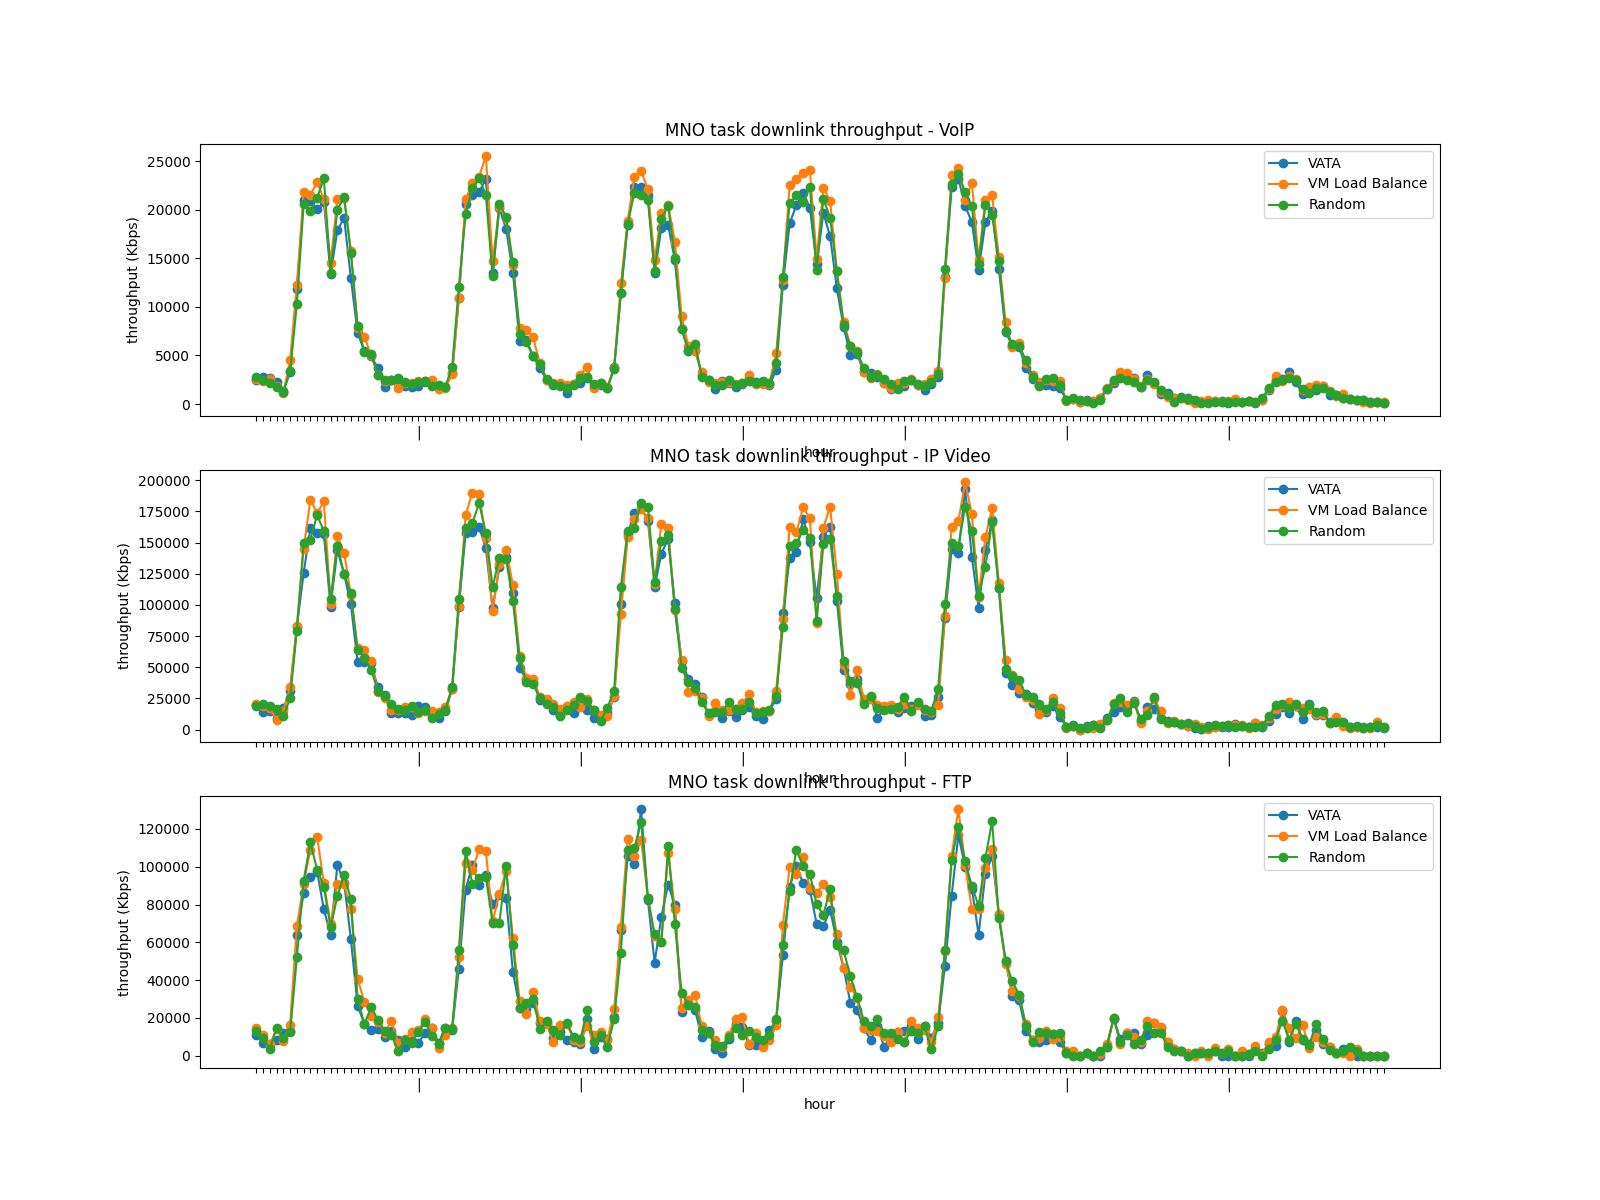 MNO task downlink throughput - VoIP
25000
20000
15000
10000
5000
0
throughput (Kbps)
VATA
VM Load Balance
Random
hour
MNO task downlink throughput - IP Video
200000
175000
150000
125000
100000
75000
50000
25000
0
throughput (Kbps)
VATA
VM Load Balance
Random
hour
MNO task downlink throughput - FTP
120000
100000
80000
60000
40000
20000
0
throughput (Kbps)
VATA
VM Load Balance
Random
hour